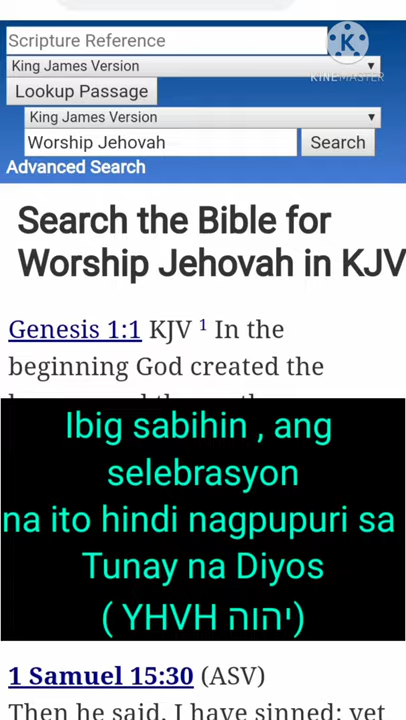 Scripture Reference
K
KINEMASTER
King James Version
Lookup Passage
King James Version
Worship Jehovah
Search
Advanced Search
Search the Bible for
Worship Jehovah in KJV
Genesis 1:1 KJV 1 In the
beginning God created the
Ibig sabihin , ang
selebrasyon
na ito hindi nagpupuri sa
Tunay na Diyos
( YHVH יהוה)
1 Samuel 15:30 (ASV)
Then he said, I have sinned: yet